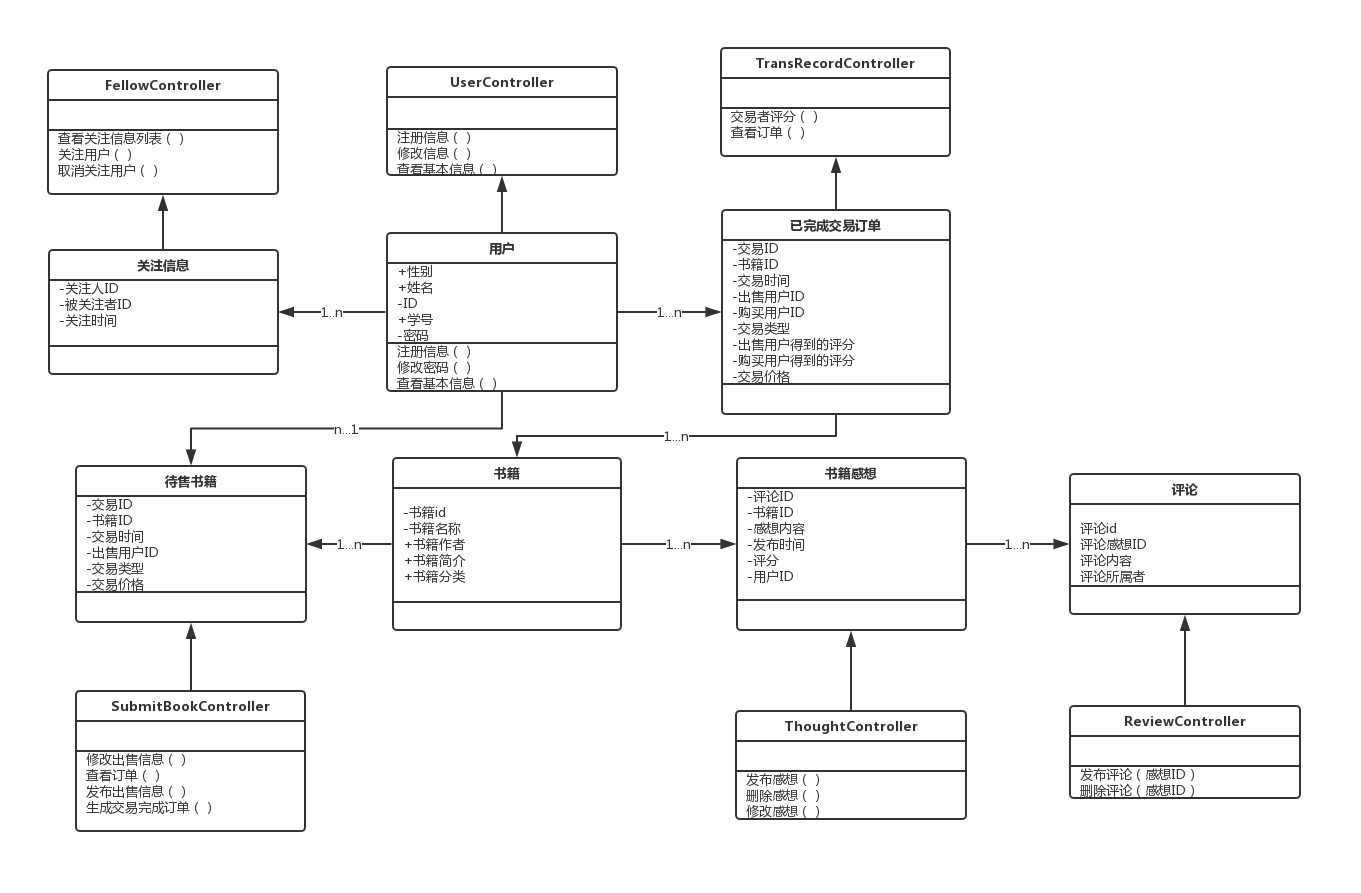 FellowController
查看关注信息列表（ ）
关注用户（ ）
取消关注用户（ ）
UserController
注册信息（ ）
修改信息（ ）
查看基本信息（ ）
TransRecordController
交易者评分（ ）
查看订单（ ）
关注信息
-关注人ID
-被关注者ID
-关注时间
1..n
用户
+性别
+姓名
-ID
+学号
-密码
注册信息（ ）
修改密码（ ）
查看基本信息（ ）
1...n
已完成交易订单
-交易ID
-书籍ID
-交易时间
-出售用户ID
-购买用户ID
-交易类型
-出售用户得到的评分
-购买用户得到的评分
-交易价格
n...1
1...n
待售书籍
-交易ID
-书籍ID
-交易时间
-出售用户ID
-交易类型
-交易价格
1...n
书籍
-书籍id
-书籍名称
+书籍作者
+书籍简介
+书籍分类
1...n
书籍感想
-评论ID
-书籍ID
-感想内容
-发布时间
-评分
-用户ID
1...n
评论
评论id
评论感想ID
评论内容
评论所属者
SubmitBookController
修改出售信息（ ）
查看订单（ ）
发布出售信息（ ）
生成交易完成订单（ ）
ThoughtController
发布感想（ ）
删除感想（ ）
修改感想（ ）
ReviewController
发布评论（感想ID）
删除评论（感想ID）